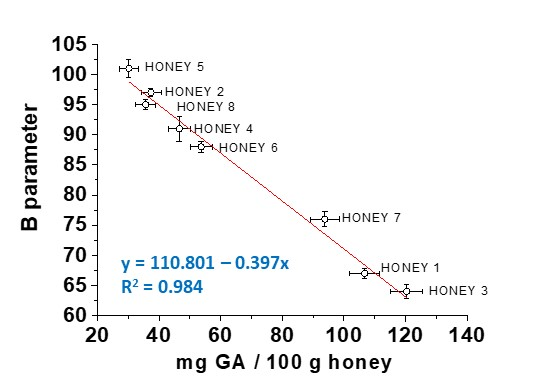 105
100
95
90
85
80
75
70
65
60
B parameter
HONEY 5
HONEY 2
HONEY 8
HONEY 4
HONEY 6
HONEY 7
HONEY 1
HONEY 3
y = 110.801 – 0.397x
R² = 0.984
20 40 60 80 100 120 140
mg GA / 100 g honey